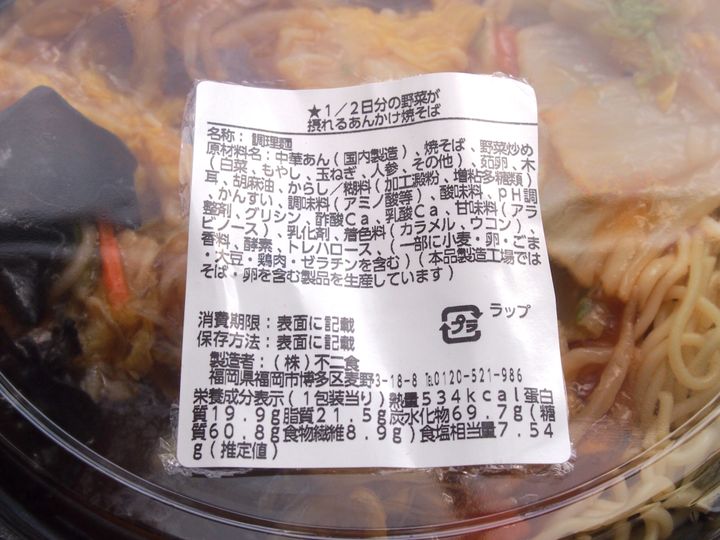 ★1/2日分の野菜が
摂れるあんかけ焼そば
名称：調理麺
原材料名：中華あん(国内製造)、焼そば、野菜炒め
(白菜、もやし、玉ねぎ、人参、その他)、茹卵、木
耳、胡麻油、からし/糊料(加工澱粉、増粘多糖類)
、かんすい、調味料(アミノ酸等)、酸味料、pH調
整剤、グリシン、酢酸Ca、乳酸Ca、甘味料(アラ
ビノース)、乳化剤、着色料(カラメル、ウコン)、
香料、酵素、トレハロース、(一部に小麦・卵・ごま
・大豆・鶏肉・ゼラチンを含む)(本品製造工場では
そば・卵を含む製品を生産しています)
プラ ラップ
消費期限：表面に記載
保存方法：表面に記載
製造者：(株)不二食
福岡県福岡市博多区麦野3-18-8 ℡0120-521-986
栄養成分表示(1包装当り)熱量534kcal蛋白
質19.9g脂質21.5g炭水化物69.7g(糖
質60.8g食物繊維8.9g)食塩相当量7.54
g(推定値)